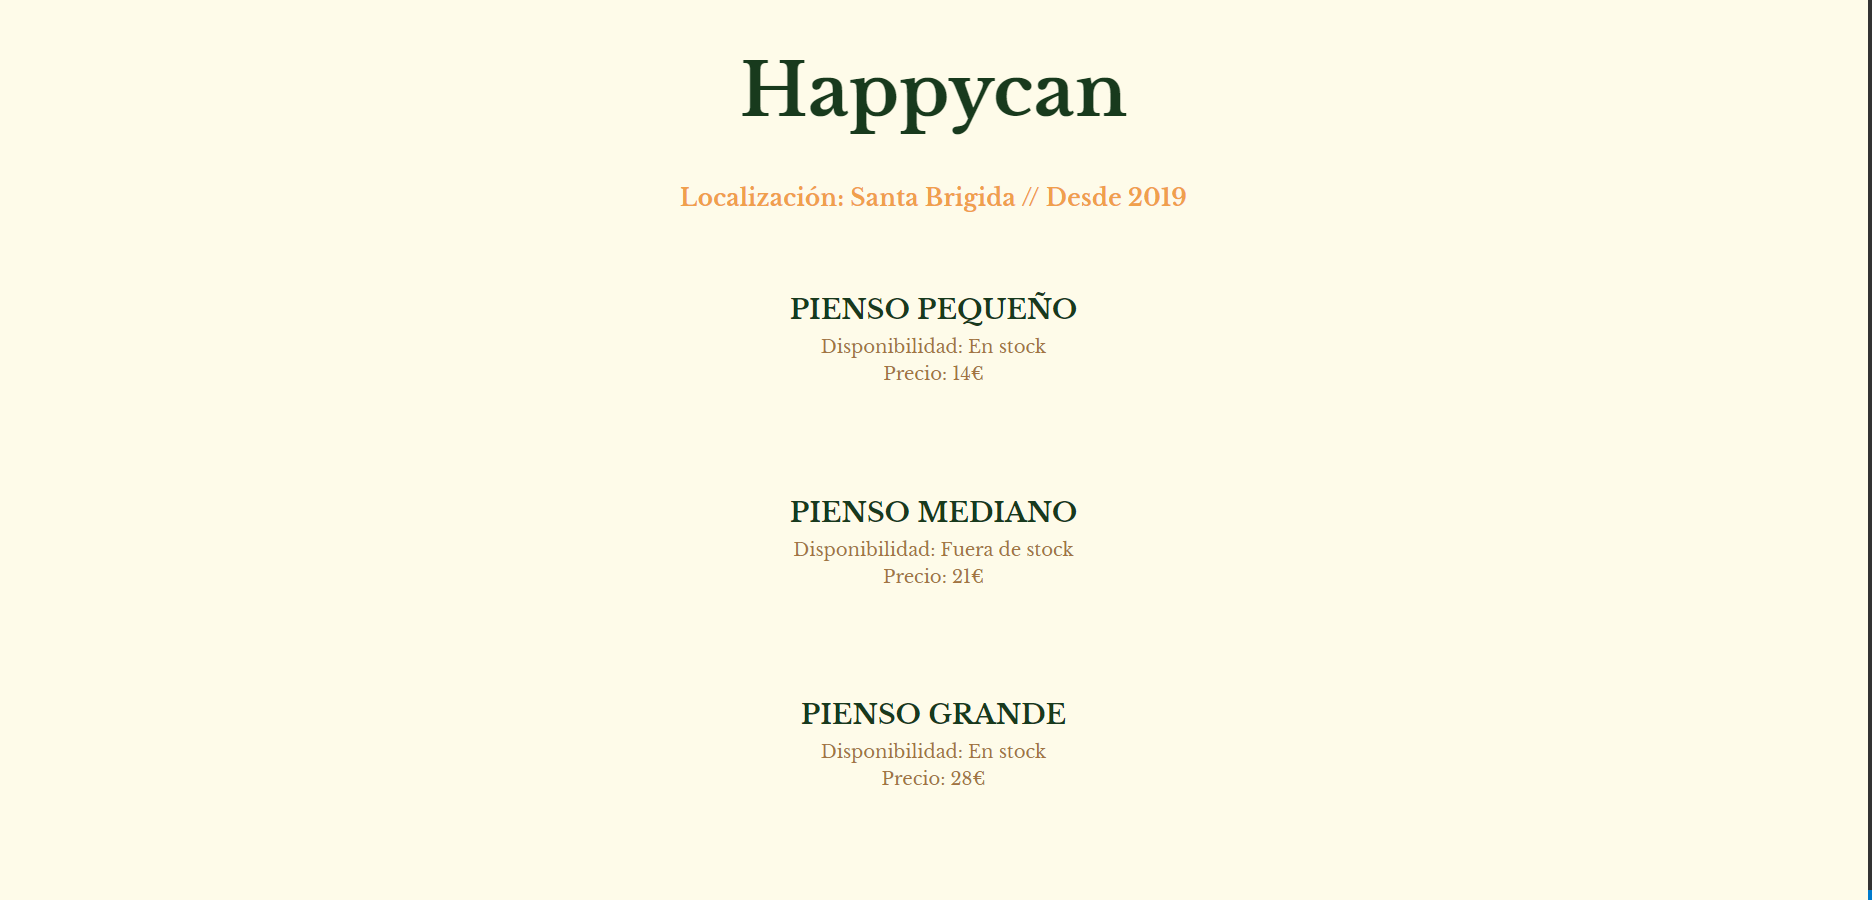 Happycan
Localización: Santa Brigida // Desde 2019
PIENSO PEQUEÑO
Disponibilidad: En stock
Precio: 14€
PIENSO MEDIANO
Disponibilidad: Fuera de stock
Precio: 21€
PIENSO GRANDE
Disponibilidad: En stock
Precio: 28€